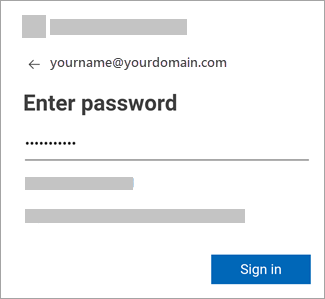 ← yourname@yourdomain.com
Enter password
•••••••••••
Sign in